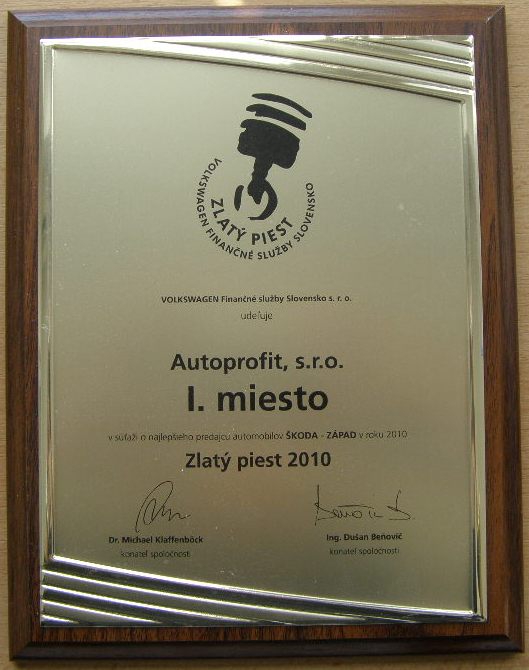 ZLATÝ PIEST
VOLKSWAGEN FINANČNÉ SLUŽBY SLOVENSKO
VOLKSWAGEN Finančné služby Slovensko s. r. o.
udeľuje
Autoprofit, s.r.o.
I. miesto
v súťaži o najlepšieho predajcu automobilov ŠKODA - ZÁPAD v roku 2010
Zlatý piest 2010
Dr. Michael Klaffenböck
konateľ spoločnosti
Ing. Dušan Beňovič
konateľ spoločnosti